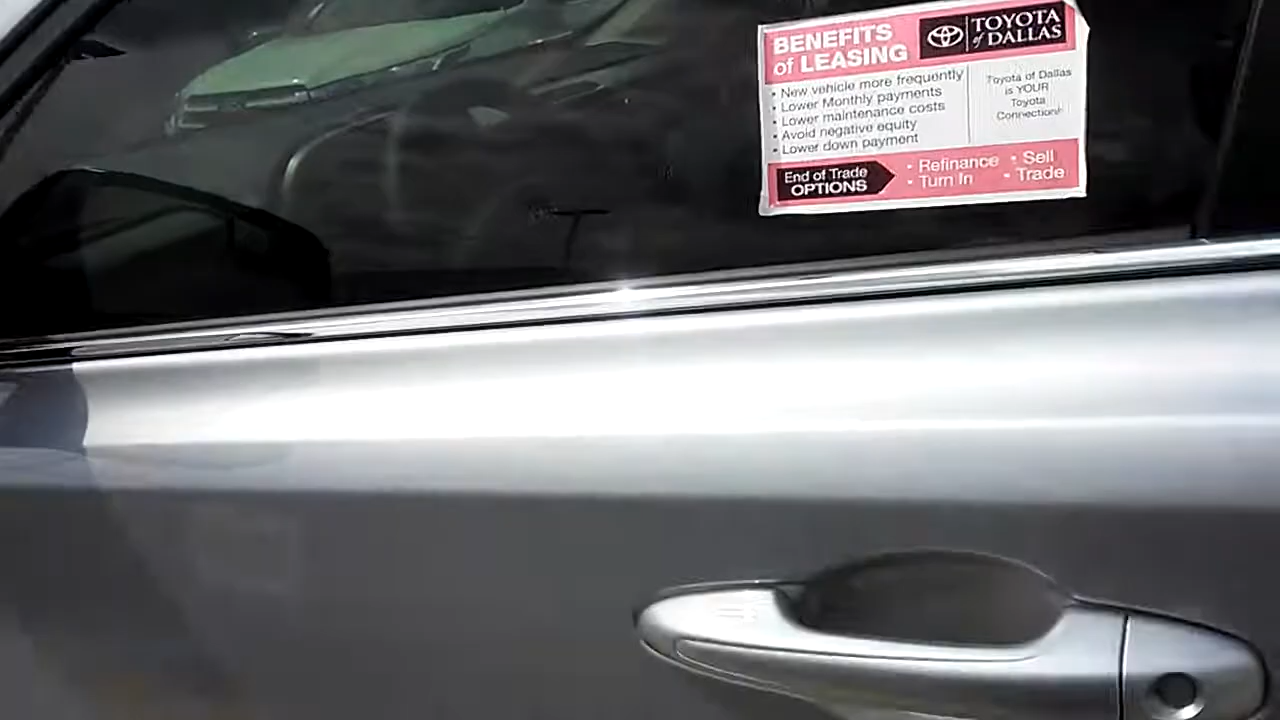 BENEFITS
of LEASING
TOYOTA
of DALLAS
• New vehicle more frequently
• Lower Monthly payments
• Lower maintenance costs
• Avoid negative equity
• Lower down payment
Toyota of Dallas
is YOUR
Toyota
Connection!
End of Trade
OPTIONS
• Refinance • Sell
• Turn In • Trade